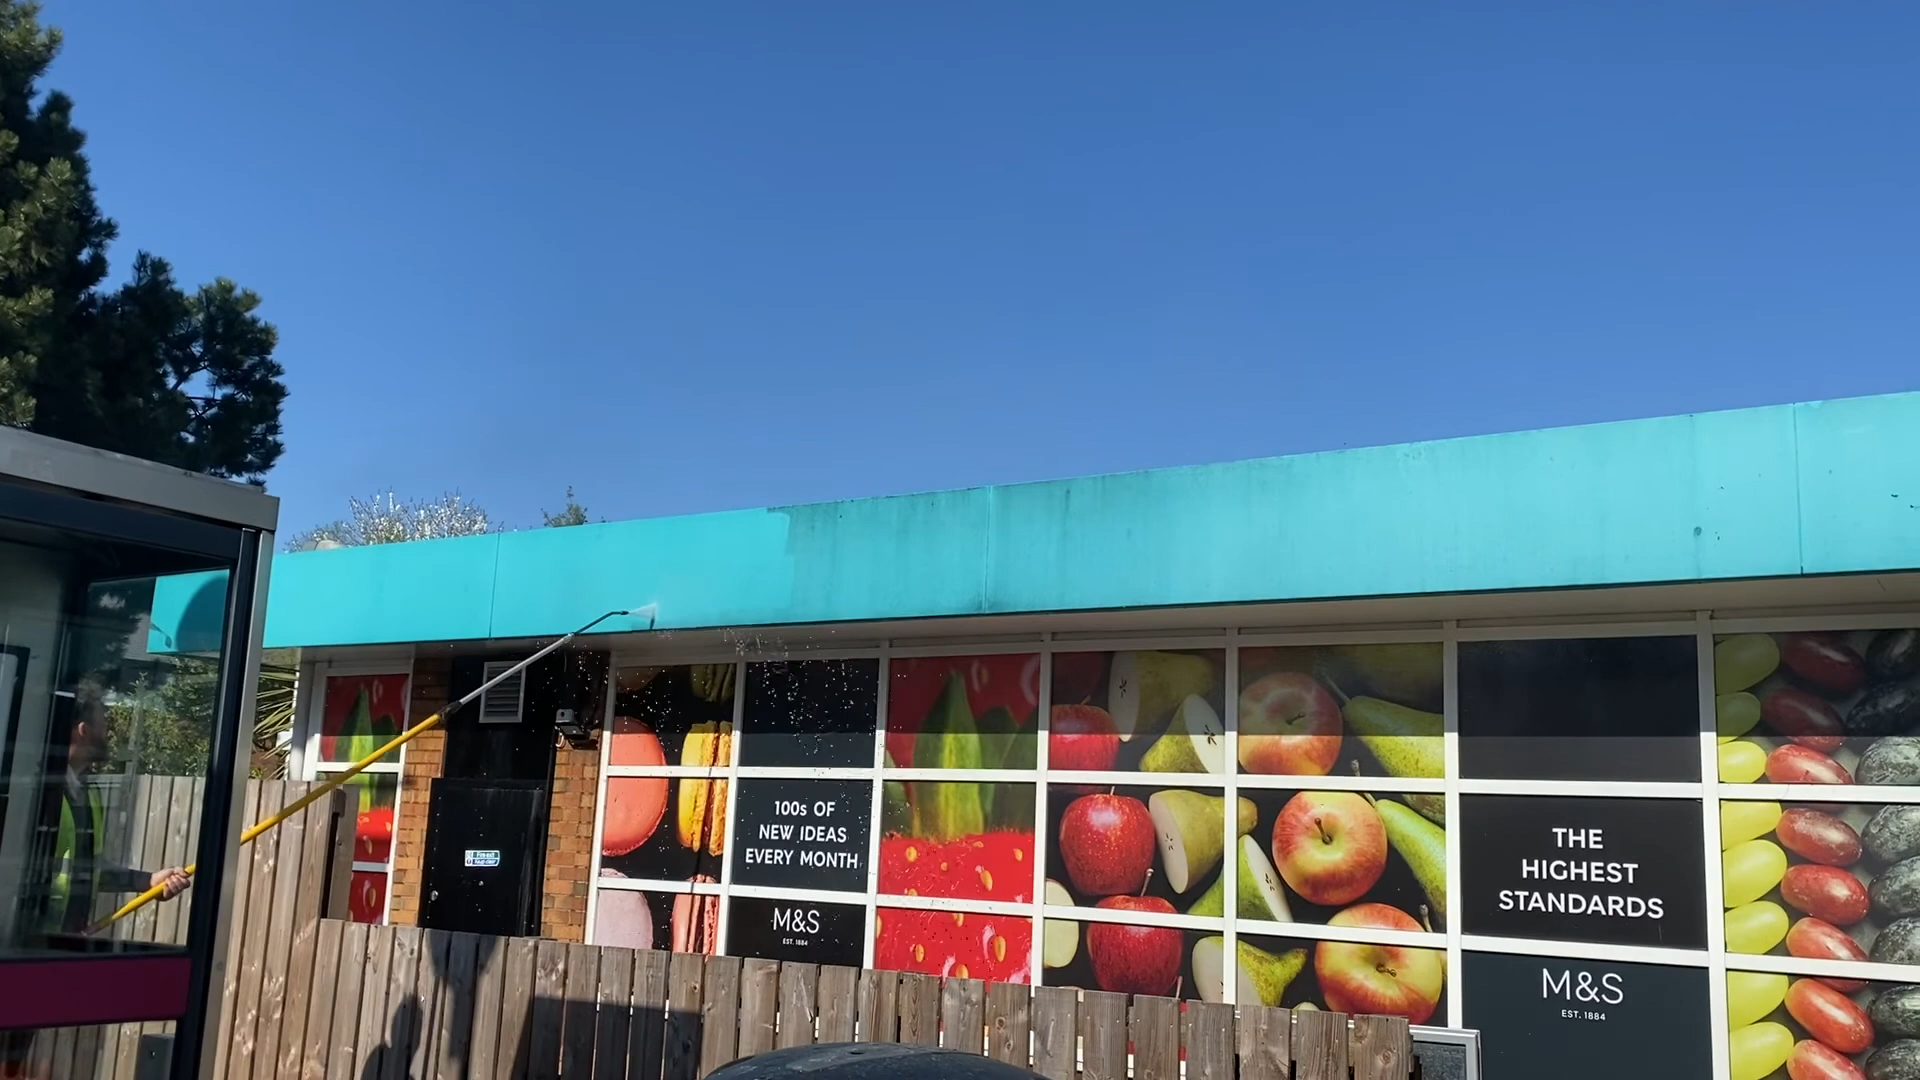 100s OF
NEW IDEAS
EVERY MONTH
M&S
EST. 1884
THE
HIGHEST
STANDARDS
M&S
EST. 1884